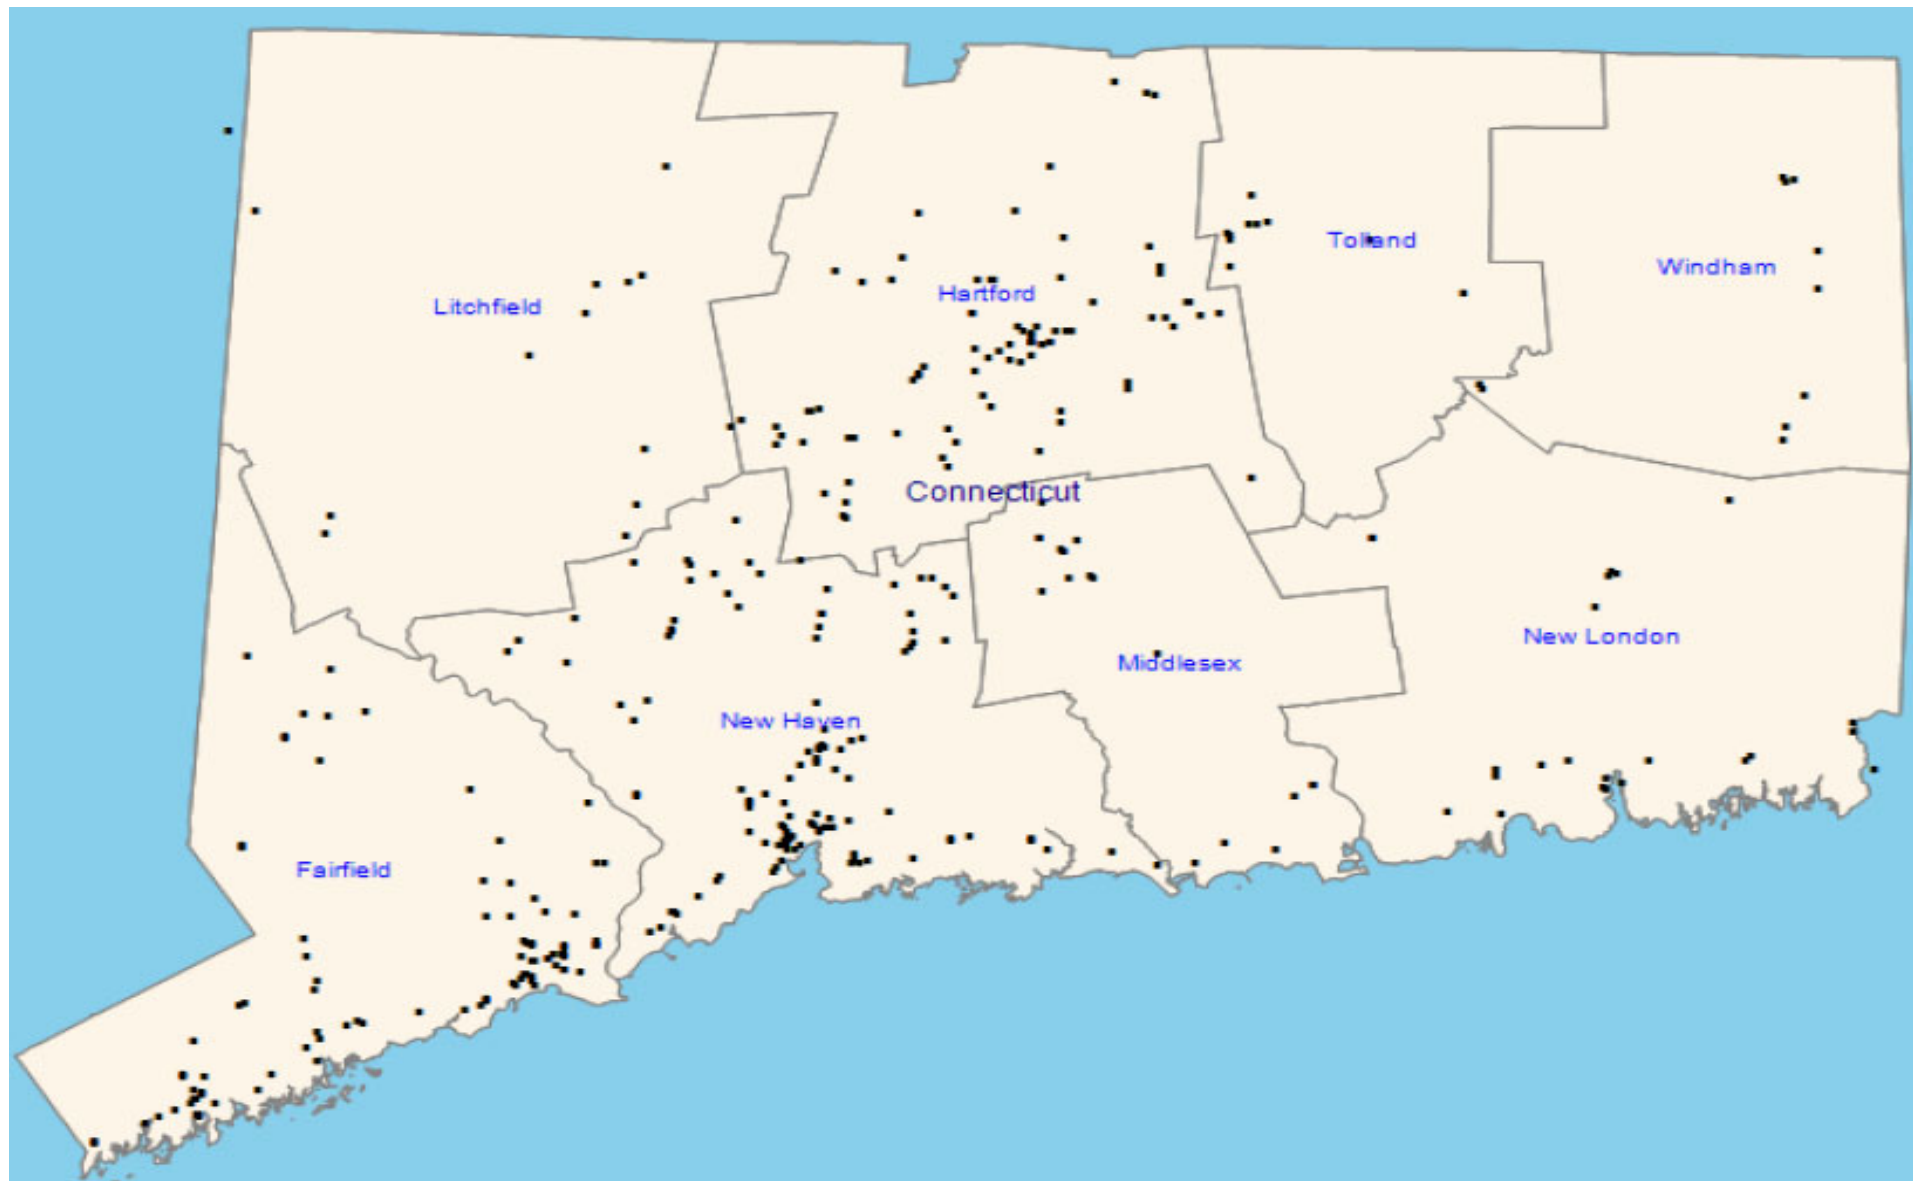 Tolland
Windham
Hartford
Litchfield
Connecticut
New London
Middlesex
New Haven
Fairfield